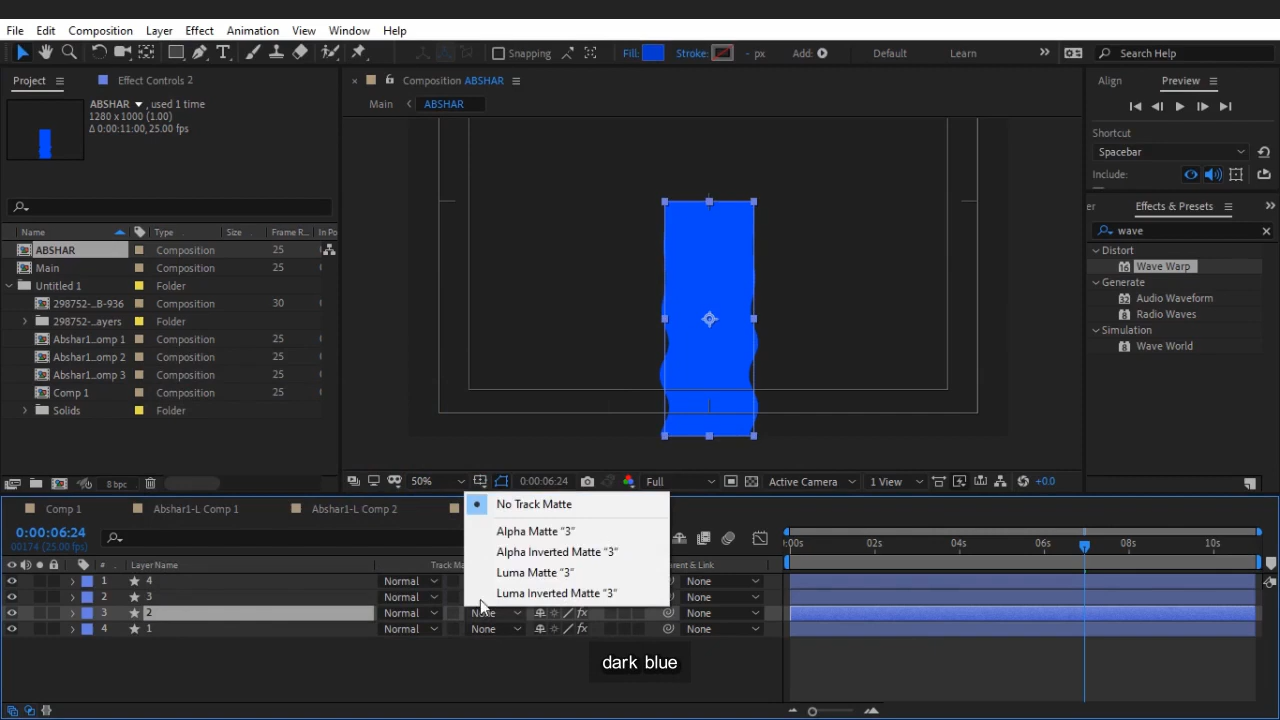 File Edit Composition Layer Effect Animation View Window Help
T Fill: Stroke: - px Add: Default Learn » Search Help
Snapping
Project Effect Controls 2
× Composition ABSHAR
Align Preview
ABSHAR , used 1 time
1280 x 1000 (1.00)
Δ 0:00:11:00, 25.00 fps
Main < ABSHAR
Shortcut
Spacebar
Include:
er Effects & Presets »
wave ×
Name Type Size Frame R... In Po
ABSHAR Composition 25
Main Composition 25
Untitled 1 Folder
298752-...B-936 Composition 30
298752-...ayers Folder
Abshar1...omp 1 Composition 25
Abshar1...omp 2 Composition 25
Abshar1...omp 3 Composition 25
Comp 1 Composition 25
Solids Folder
Distort
16 Wave Warp
Generate
8 Audio Waveform
8 Radio Waves
Simulation
8 Wave World
8 bpc
50% 0:00:06:24 Full Active Camera 1 View +0.0
Comp 1 Abshar1-L Comp 1 Abshar1-L Comp 2
No Track Matte
Alpha Matte "3"
Alpha Inverted Matte "3"
Luma Matte "3"
Luma Inverted Matte "3"
0:00:06:24
00174 (25.00 fps)
:00s 02s 04s 06s 08s 10s
# Layer Name Track Ma ent & Link
1 4 Normal None
2 3 Normal None
3 2 Normal None fx None
4 1 Normal None fx None
dark blue